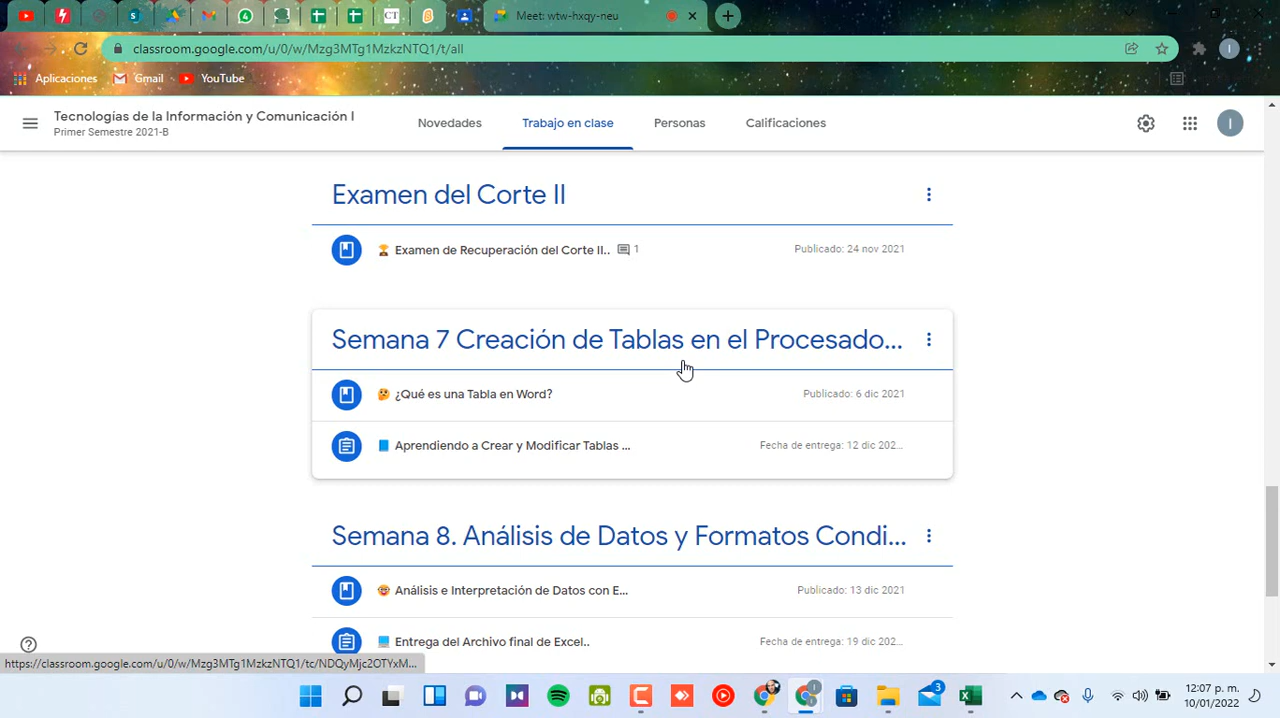 CT
Meet: wtw-hxqy-neu
classroom.google.com/u/0/w/Mzg3MTg1MzkzNTQ1/t/all
I
Aplicaciones
Gmail
YouTube
Tecnologías de la Información y Comunicación I
Primer Semestre 2021-B
Novedades
Trabajo en clase
Personas
Calificaciones
I
Examen del Corte II
Examen de Recuperación del Corte II..
1
Publicado: 24 nov 2021
Semana 7 Creación de Tablas en el Procesado...
¿Qué es una Tabla en Word?
Publicado: 6 dic 2021
Aprendiendo a Crear y Modificar Tablas ...
Fecha de entrega: 12 dic 202...
Semana 8. Análisis de Datos y Formatos Condi...
Análisis e Interpretación de Datos con E...
Publicado: 13 dic 2021
Entrega del Archivo final de Excel..
Fecha de entrega: 19 dic 202...
https://classroom.google.com/u/0/w/Mzg3MTg1MzkzNTQ1/tc/NDQyMjc2OTYxM...
3
12:07 p. m.
10/01/2022